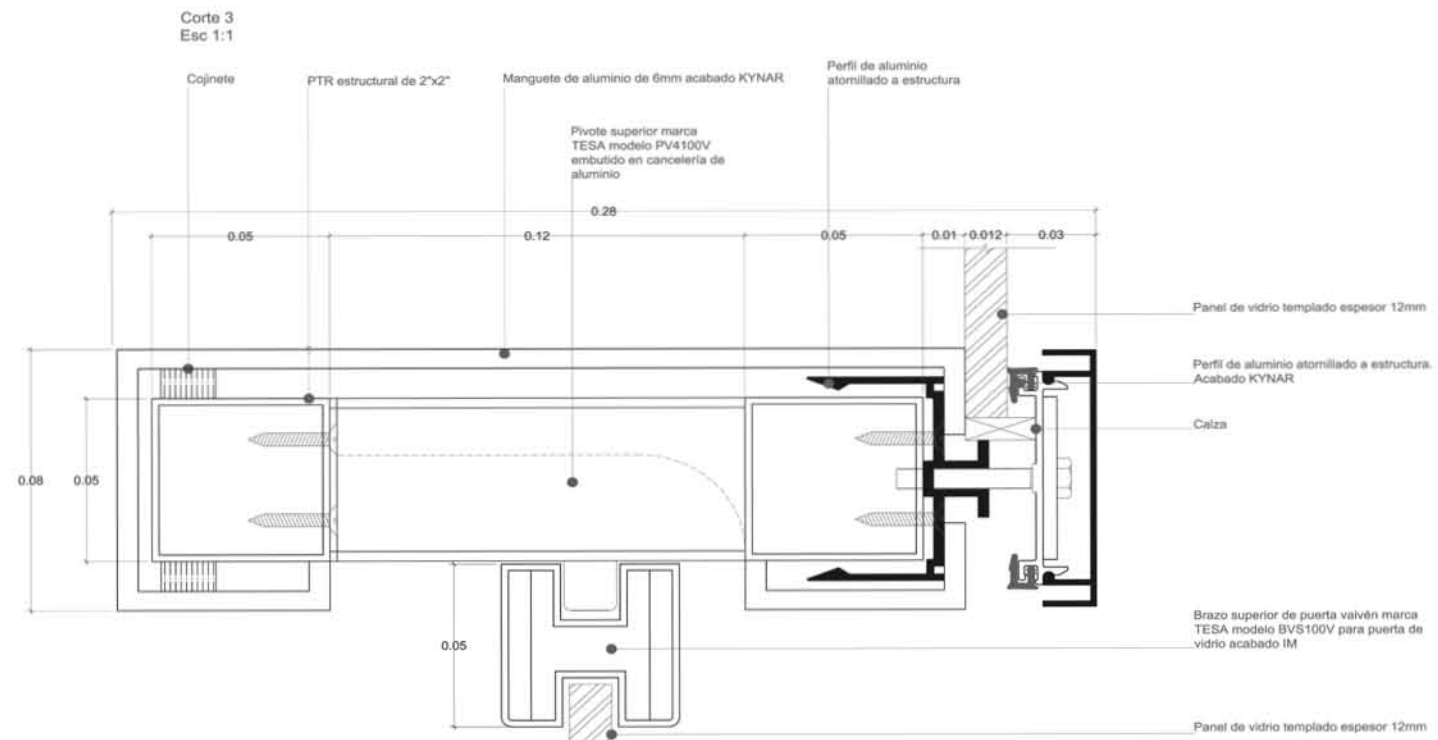 Corte 3
Esc 1:1
Cojinete
PTR estructural de 2"x2"
Manguete de aluminio de 6mm acabado KYNAR
Perfil de aluminio
atornillado a estructura
Pivote superior marca
TESA modelo PV4100V
embutido en cancelería de
aluminio
0.28
0.05
0.12
0.05
0.01
0.012
0.03
Panel de vidrio templado espesor 12mm
Perfil de aluminio atornillado a estructura.
Acabado KYNAR
Calza
0.08
0.05
Brazo superior de puerta vaivén marca
TESA modelo BVS100V para puerta de
vidrio acabado IM
0.05
Panel de vidrio templado espesor 12mm